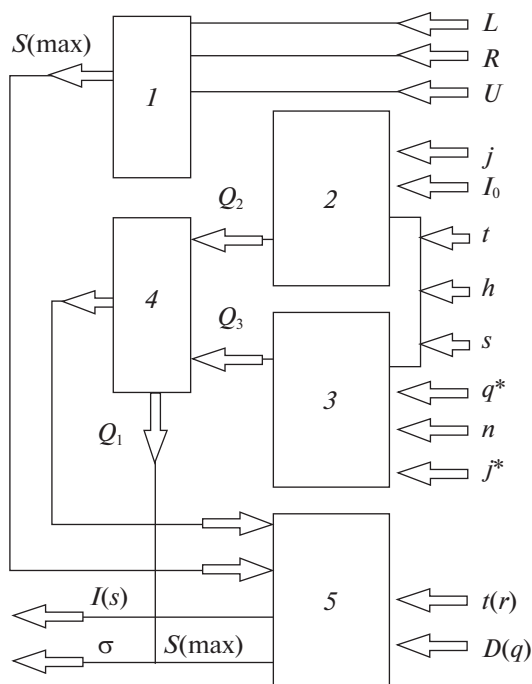 L
S(max)
R
1
U
j
I₀
2
Q₂
t
4
h
Q₃
s
3
q*
n
Q₁
j*
I(s)
5
t(r)
σ
S(max)
D(q)